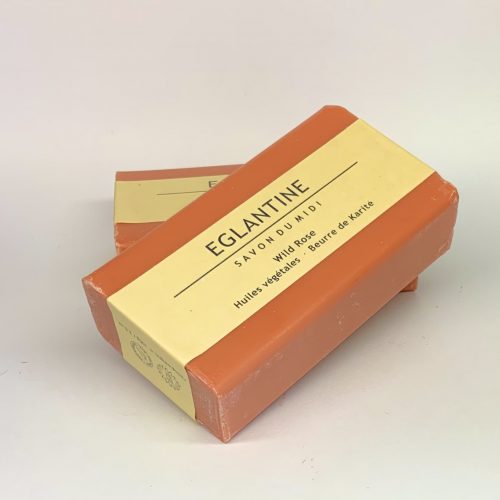 EGLANTINE
SAVON DU MIDI
Wild Rose
Huiles végétales · Beurre de Karité
E